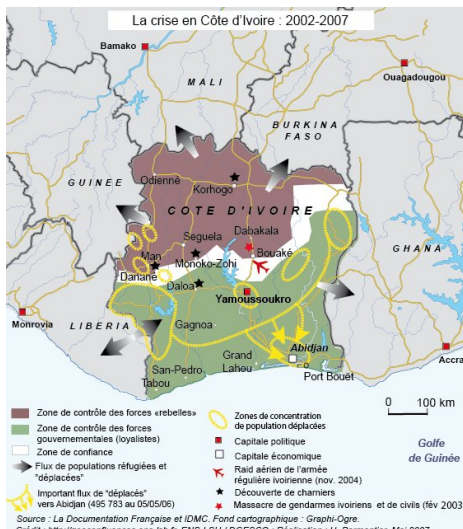 La crise en Côte d'Ivoire : 2002-2007
Bamako
Ouagadougou
MALI
BURKINA
FASO
GUINEE
Odienné
Korhogo
COTE D'IVOIRE
Seguela
Dabakala
Man
Monoko-Zohi
Bouaké
GHANA
Danané
Daloa
Yamoussoukro
Monrovia
LIBERIA
Gagnoa
Abidjan
Accra
Grand
Lahou
San-Pedro
Tabou
Port Bouët
0 100 km
Golfe
de Guinée
Zone de contrôle des forces «rebelles»
Zone de contrôle des forces
gouvernementales (loyalistes)
Zone de confiance
Flux de populations réfugiées et
"déplacées"
Important flux de "déplacés"
vers Abidjan (495 783 au 05/05/06)
Zones de concentration
de population déplacées
Capitale politique
Capitale économique
Raid aérien de l'armée
régulière ivoirienne (nov. 2004)
Découverte de charniers
Massacre de gendarmes ivoiriens et de civils (fév 2003)
Source : La Documentation Française et IDMC. Fond cartographique : Graphi-Ogre.